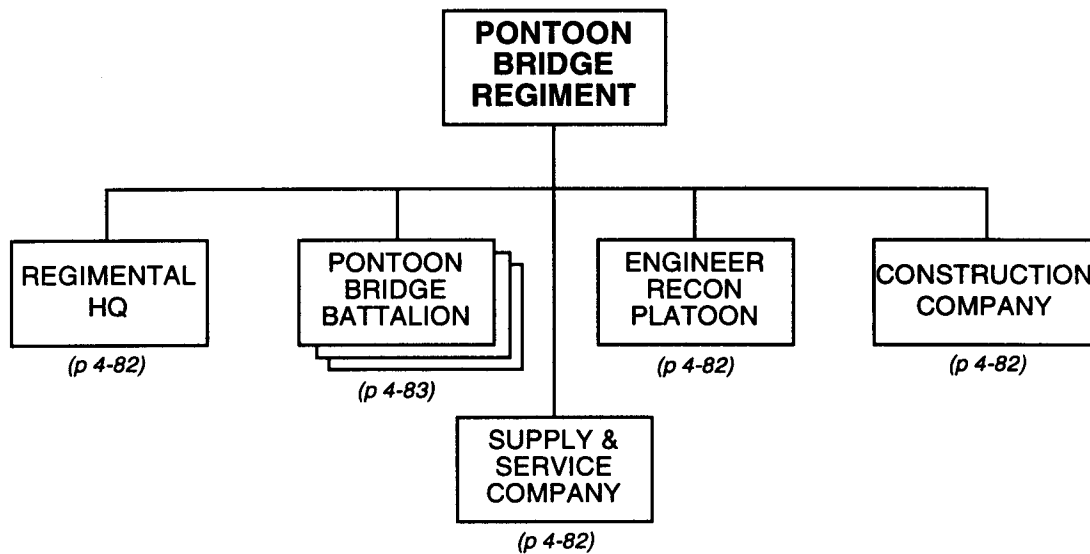 PONTOON
BRIDGE
REGIMENT
REGIMENTAL
HQ
(p 4-82)
PONTOON
BRIDGE
BATTALION
(p 4-83)
ENGINEER
RECON
PLATOON
(p 4-82)
CONSTRUCTION
COMPANY
(p 4-82)
SUPPLY &
SERVICE
COMPANY
(p 4-82)